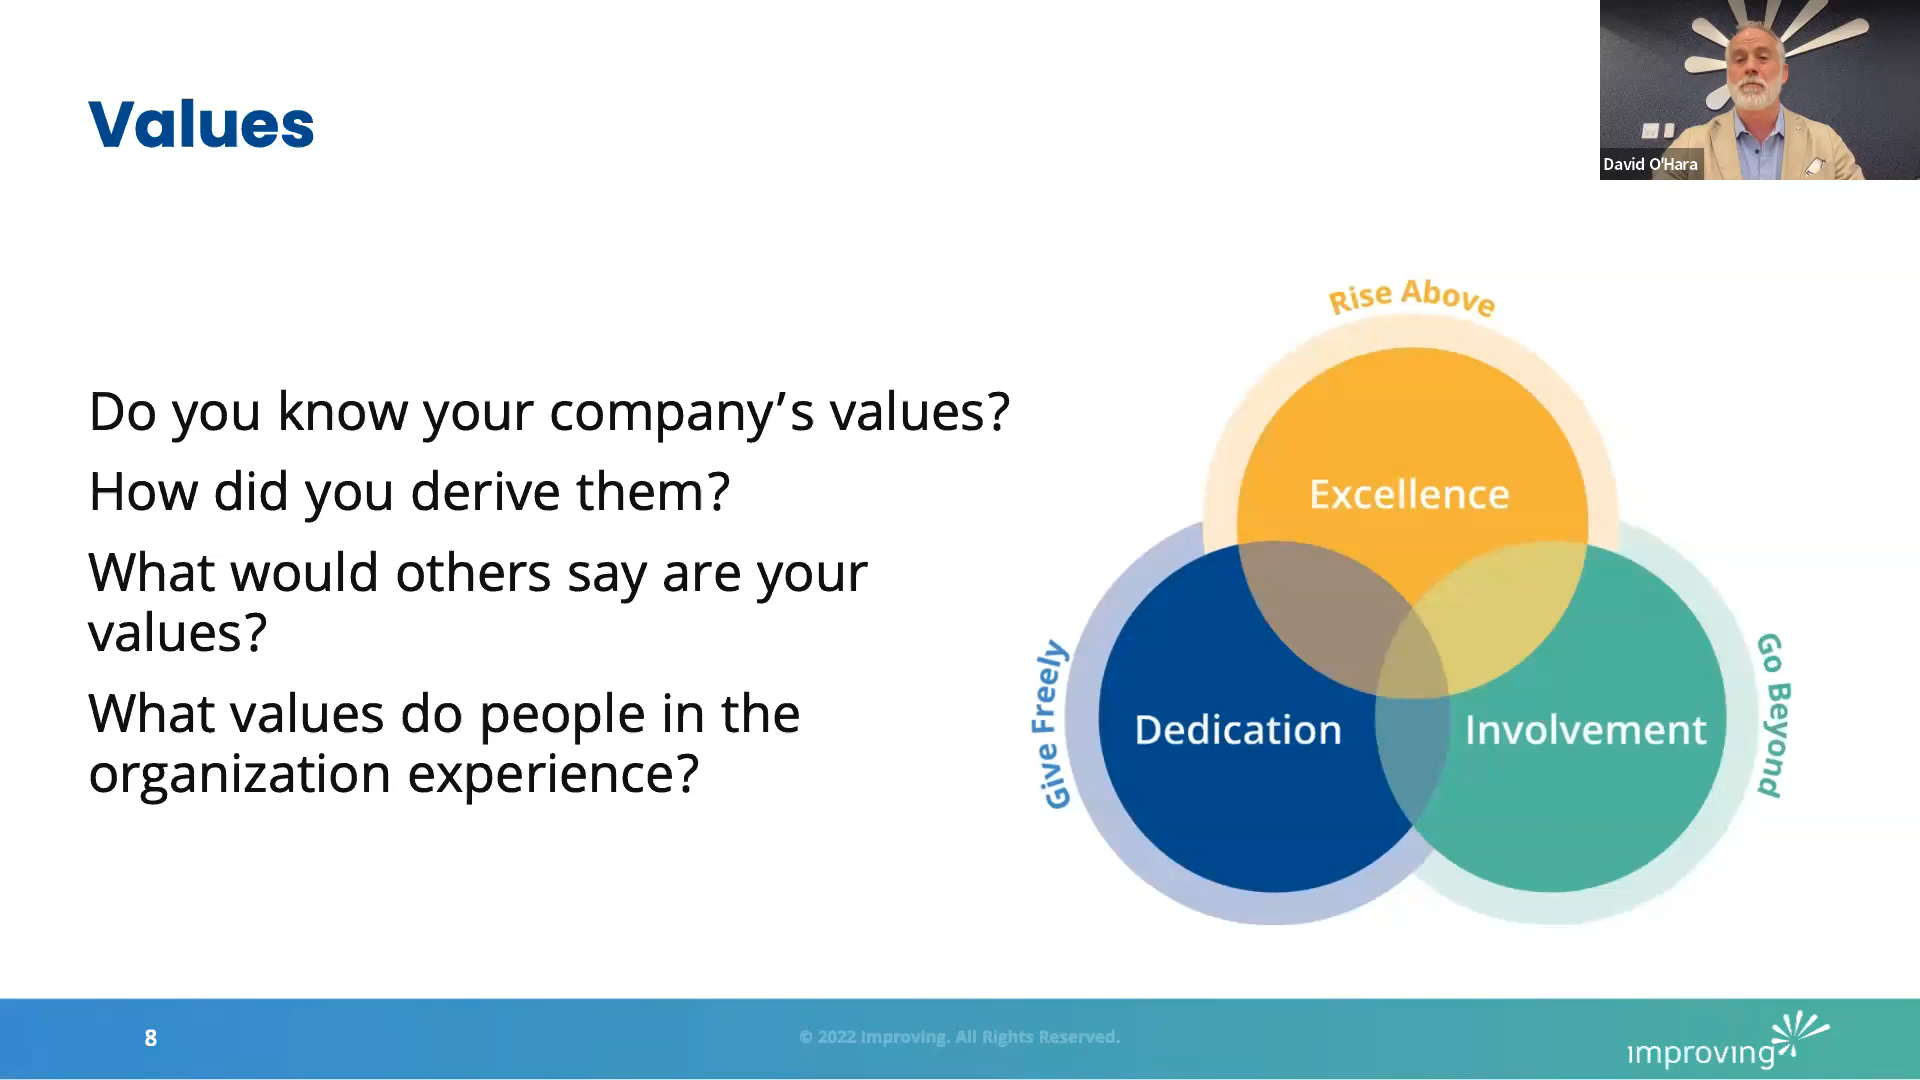 Values
David O'Hara
Do you know your company’s values?
How did you derive them?
What would others say are your
values?
What values do people in the
organization experience?
Rise Above
Excellence
Give Freely
Dedication
Involvement
Go Beyond
8
© 2022 Improving. All Rights Reserved.
improving